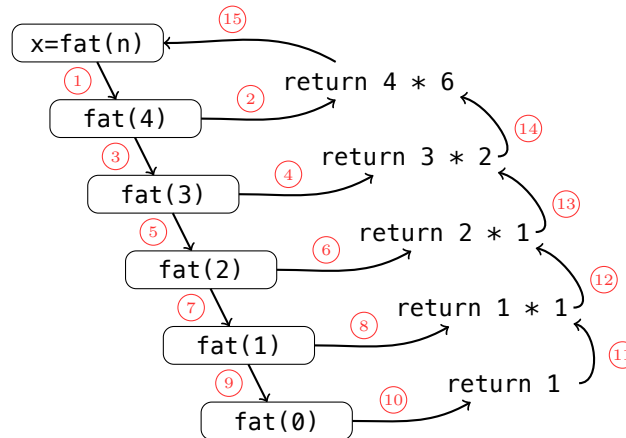 ⑮
x=fat(n)
① return 4 * 6
②
fat(4) ⑭
③ return 3 * 2
④
fat(3)
⑬
⑤ return 2 * 1
⑥
fat(2)
⑫
⑦ return 1 * 1
⑧
fat(1) ⑪
⑨ return 1
⑩
fat(0)